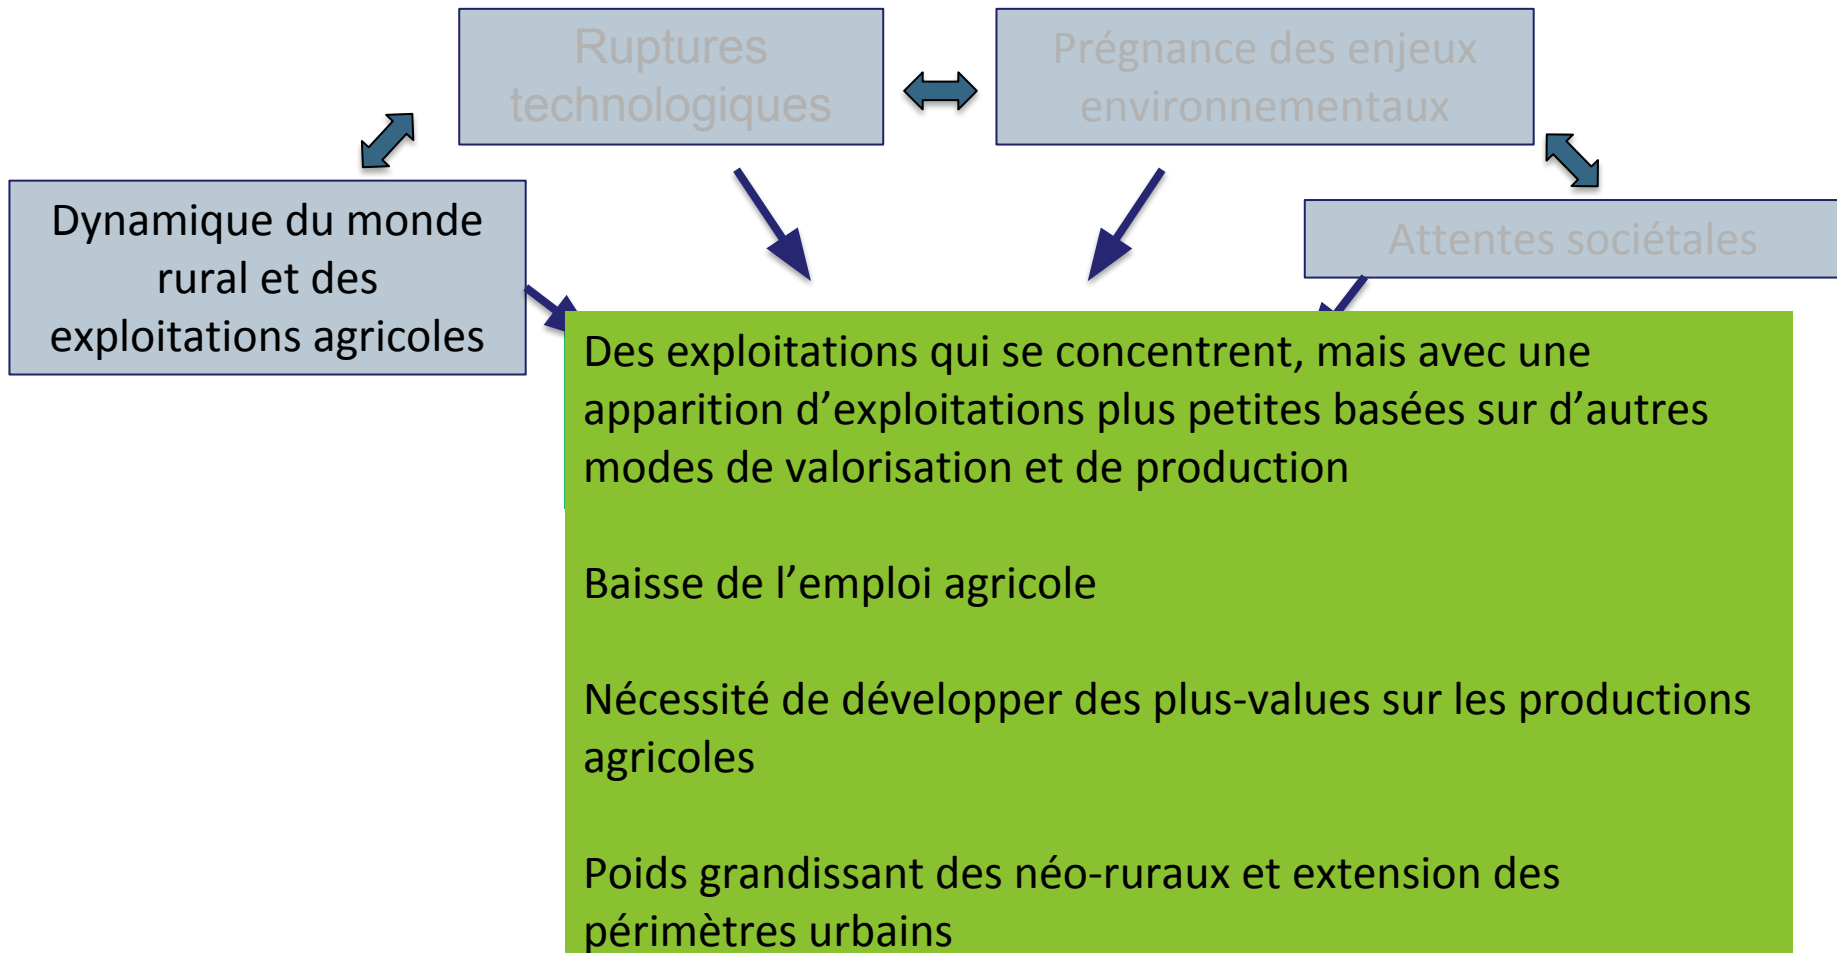 Ruptures
technologiques
Prégnance des enjeux
environnementaux
Dynamique du monde
rural et des
exploitations agricoles
Attentes sociétales
Des exploitations qui se concentrent, mais avec une
apparition d’exploitations plus petites basées sur d’autres
modes de valorisation et de production
Baisse de l’emploi agricole
Nécessité de développer des plus-values sur les productions
agricoles
Poids grandissant des néo-ruraux et extension des
périmètres urbains